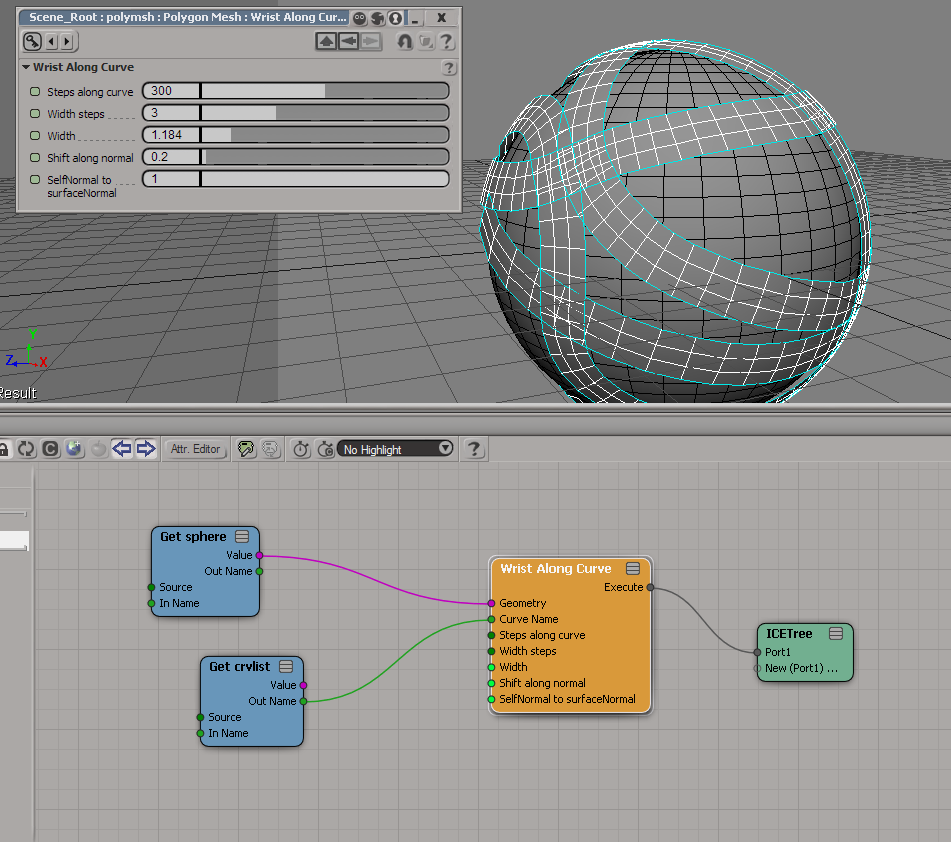 Scene_Root : polymsh : Polygon Mesh : Wrist Along Cur...
Wrist Along Curve
?
?
Steps along curve 300
Width steps 3
Width 1.184
Shift along normal 0.2
SelfNormal to 1
surfaceNormal
Y
Z X
Result
C Attr. Editor No Highlight ?
Get sphere
Value
Out Name
Source
In Name
Get crvlist
Value
Out Name
Source
In Name
Wrist Along Curve
Execute
Geometry
Curve Name
Steps along curve
Width steps
Width
Shift along normal
SelfNormal to surfaceNormal
ICETree
Port1
New (Port1) ...